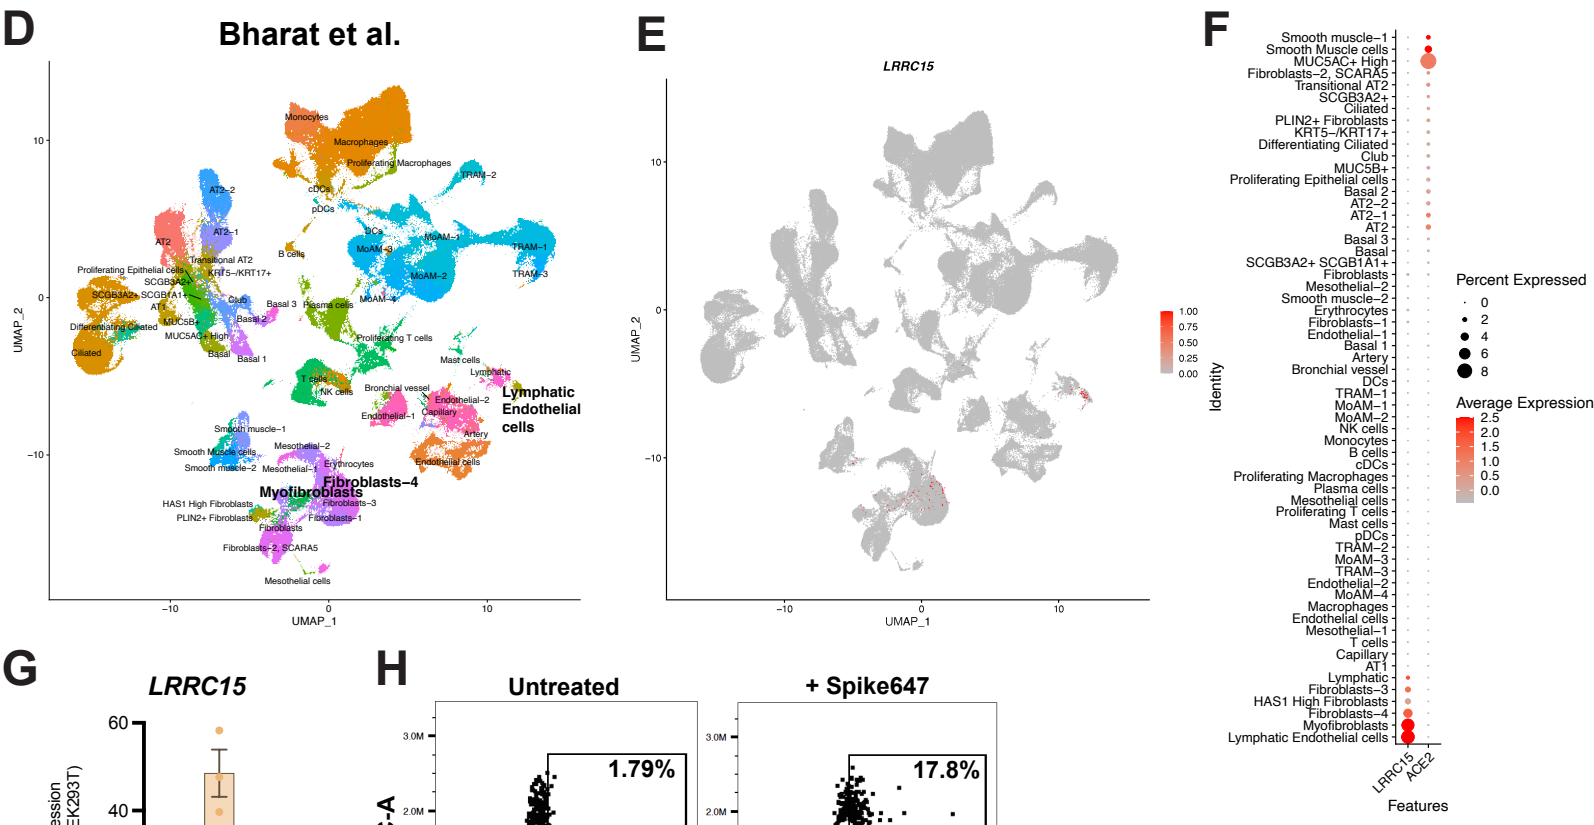 D
Bharat et al.
Monocytes
Macrophages
Proliferating Macrophages
TRAM-2
cDCs
pDCs
AT2-2
AT2-1
AT2
DCs
MoAM-1
MoAM-3
TRAM-1
B cells
Transitional AT2
Proliferating Epithelial cells
KRT5-/KRT17+
MoAM-2
TRAM-3
SCGB3A2+
SCGB3A2+ SCGB1A1+
AT1
Club
Basal 3
Plasma cells
MoAM-4
MUC5B+
Basal 2
Differentiating Ciliated
MUC5AC+ High
Proliferating T cells
Ciliated
Basal
Basal 1
Mast cells
Lymphatic
T cells
NK cells
Bronchial vessel
Endothelial-2
Lymphatic
Endothelial
cells
Endothelial-1
Capillary
Artery
Smooth muscle-1
Smooth Muscle cells
Smooth muscle-2
Mesothelial-2
Mesothelial-1
Erythrocytes
Endothelial cells
Fibroblasts-4
Myofibroblasts
HAS1 High Fibroblasts
Fibroblasts-3
PLIN2+ Fibroblasts
Fibroblasts-1
Fibroblasts
Fibroblasts-2, SCARA5
Mesothelial cells
10
0
−10
UMAP_2
−10
0
10
UMAP_1
E
LRRC15
10
0
−10
UMAP_2
−10
0
10
UMAP_1
1.00
0.75
0.50
0.25
0.00
F
Identity
Smooth muscle−1
Smooth Muscle cells
MUC5AC+ High
Fibroblasts−2, SCARA5
Transitional AT2
SCGB3A2+
Ciliated
PLIN2+ Fibroblasts
KRT5−/KRT17+
Differentiating Ciliated
Club
MUC5B+
Proliferating Epithelial cells
Basal 2
AT2−2
AT2−1
AT2
Basal 3
Basal
SCGB3A2+ SCGB1A1+
Fibroblasts
Mesothelial−2
Smooth muscle−2
Erythrocytes
Fibroblasts−1
Endothelial−1
Basal 1
Artery
Bronchial vessel
DCs
TRAM−1
MoAM−1
MoAM−2
NK cells
Monocytes
B cells
cDCs
Proliferating Macrophages
Plasma cells
Mesothelial cells
Proliferating T cells
Mast cells
pDCs
TRAM−2
MoAM−3
TRAM−3
Endothelial−2
MoAM−4
Macrophages
Endothelial cells
Mesothelial−1
T cells
Capillary
AT1
Lymphatic
Fibroblasts−3
HAS1 High Fibroblasts
Fibroblasts−4
Myofibroblasts
Lymphatic Endothelial cells
LRRC15
ACE2
Features
Percent Expressed
0
2
4
6
8
Average Expression
2.5
2.0
1.5
1.0
0.5
0.0
G
LRRC15
60
40
EK293T)
H
Untreated
3.0M
2.0M
1.79%
+ Spike647
3.0M
2.0M
17.8%